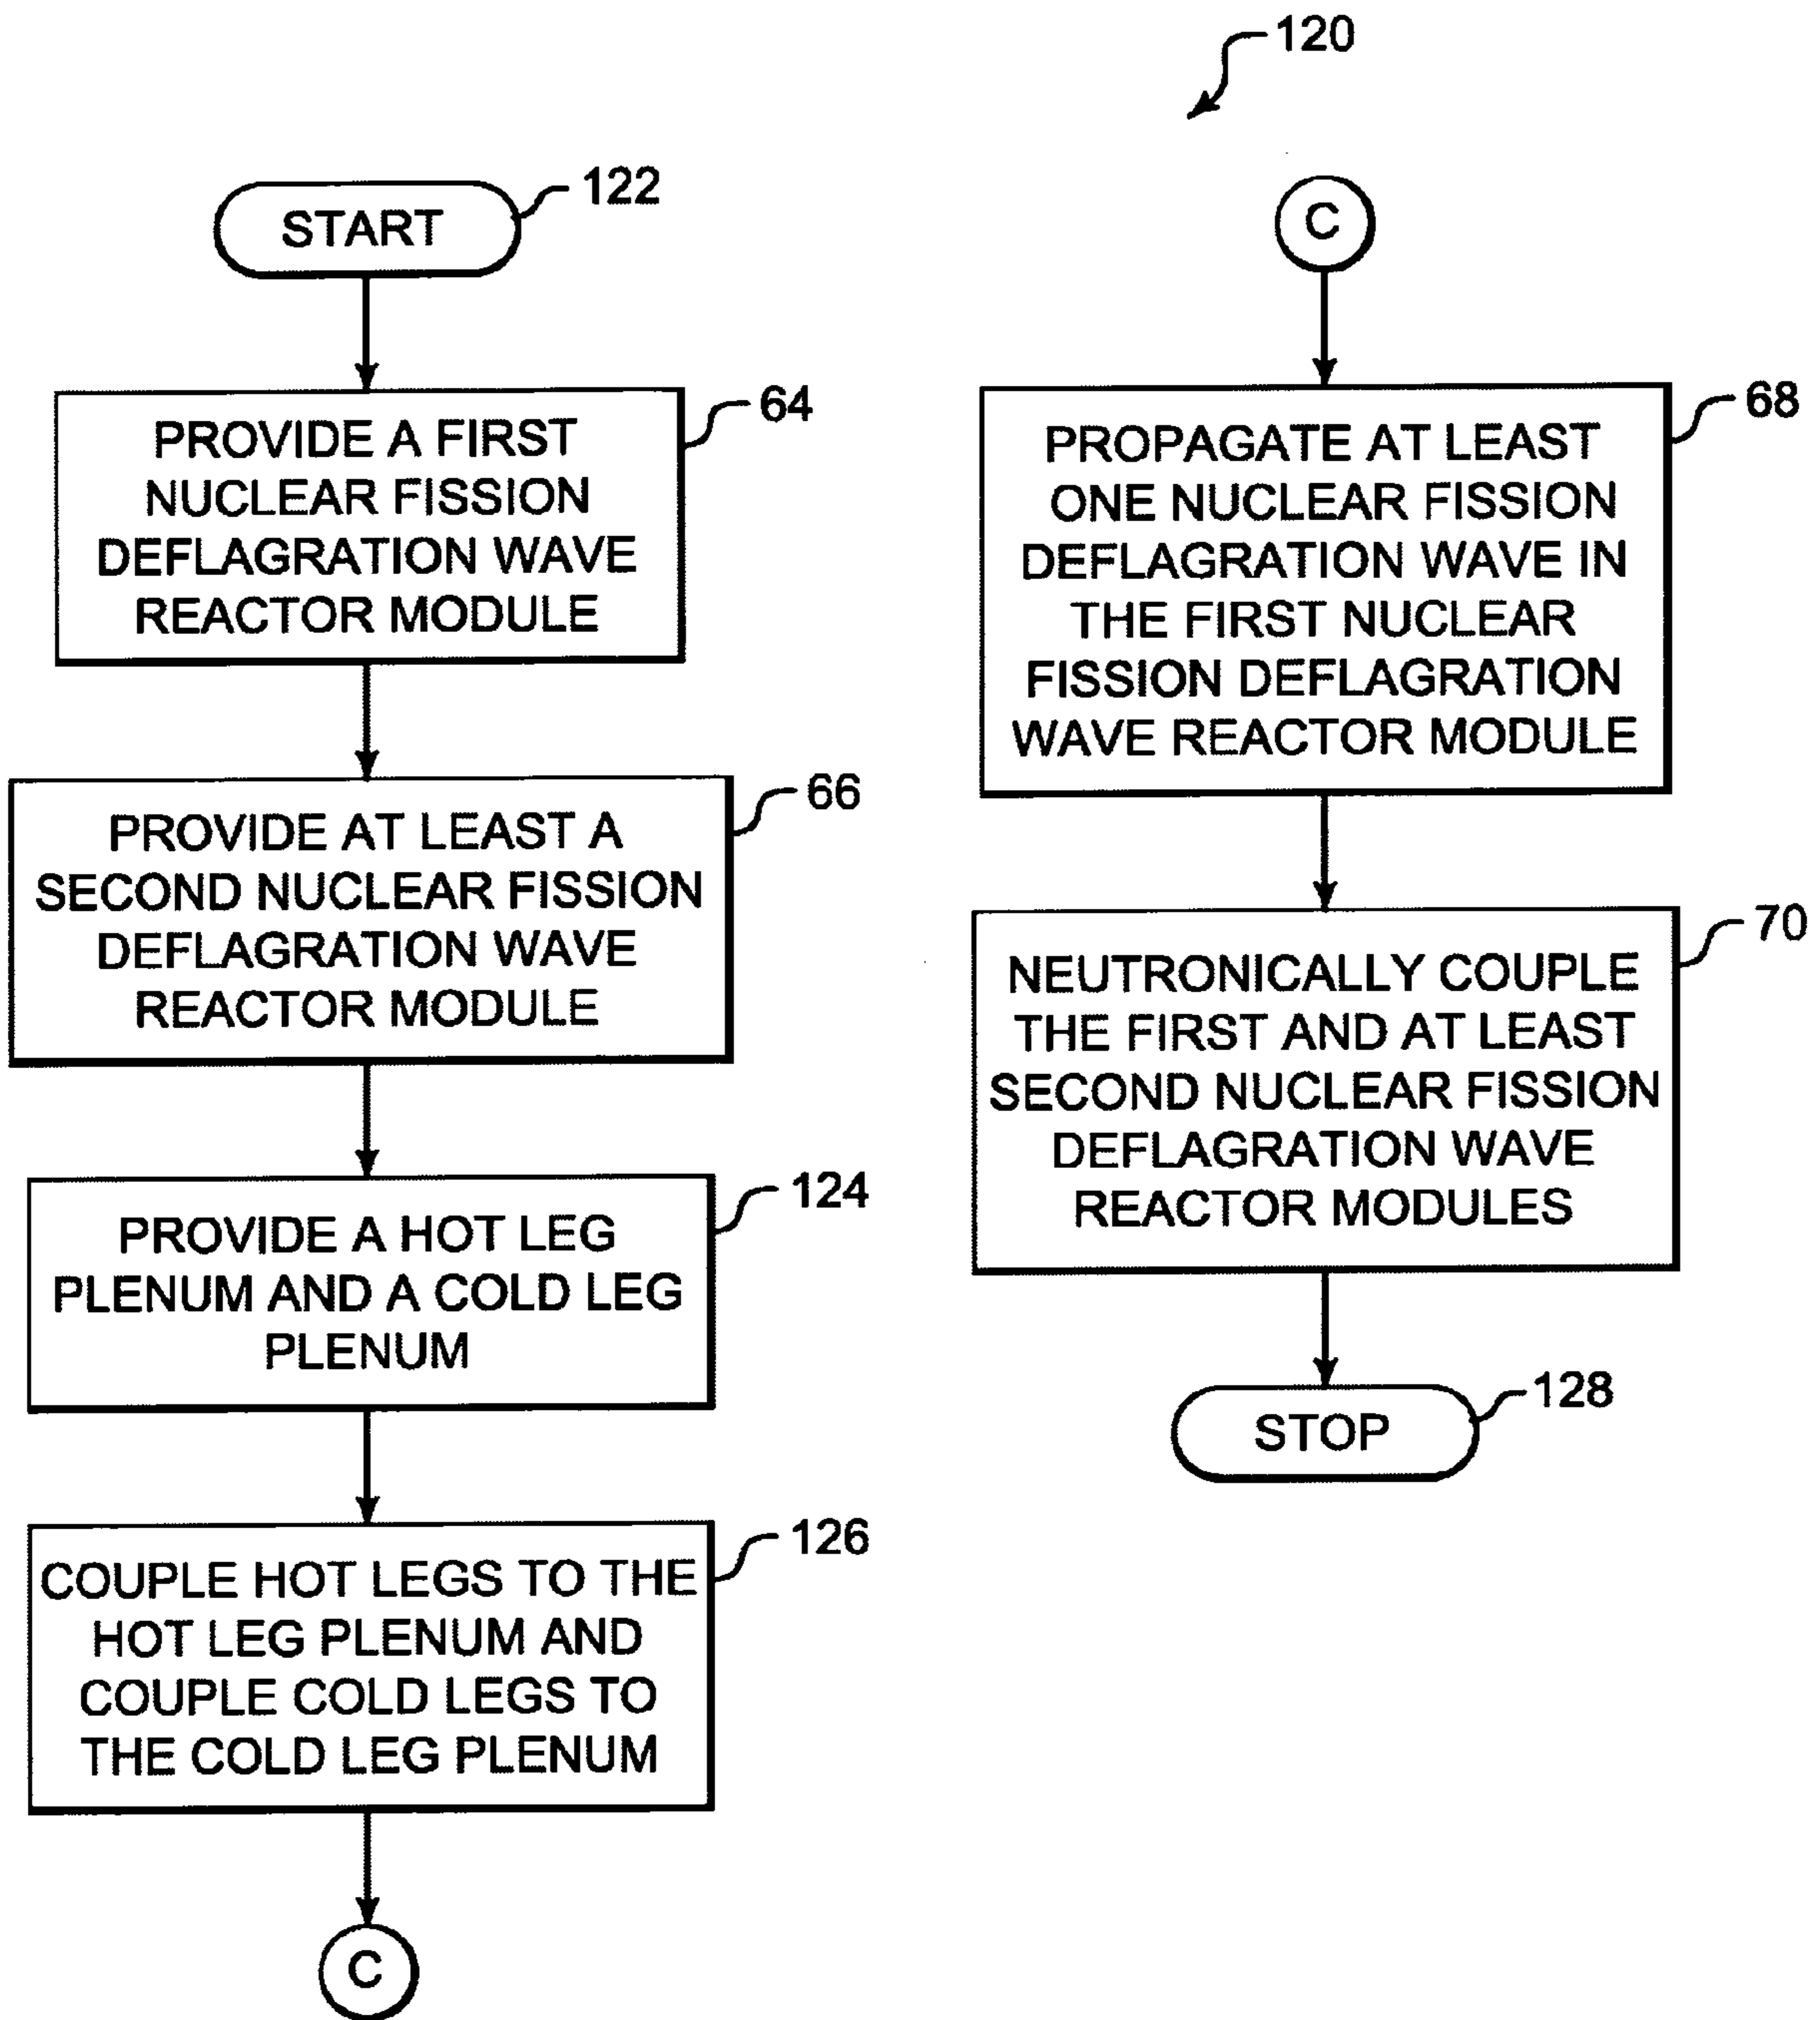 120
START
122
PROVIDE A FIRST
NUCLEAR FISSION
DEFLAGRATION WAVE
REACTOR MODULE
64
PROVIDE AT LEAST A
SECOND NUCLEAR FISSION
DEFLAGRATION WAVE
REACTOR MODULE
66
PROVIDE A HOT LEG
PLENUM AND A COLD LEG
PLENUM
124
COUPLE HOT LEGS TO THE
HOT LEG PLENUM AND
COUPLE COLD LEGS TO
THE COLD LEG PLENUM
126
C
C
PROPAGATE AT LEAST
ONE NUCLEAR FISSION
DEFLAGRATION WAVE IN
THE FIRST NUCLEAR
FISSION DEFLAGRATION
WAVE REACTOR MODULE
68
NEUTRONICALLY COUPLE
THE FIRST AND AT LEAST
SECOND NUCLEAR FISSION
DEFLAGRATION WAVE
REACTOR MODULES
70
STOP
128